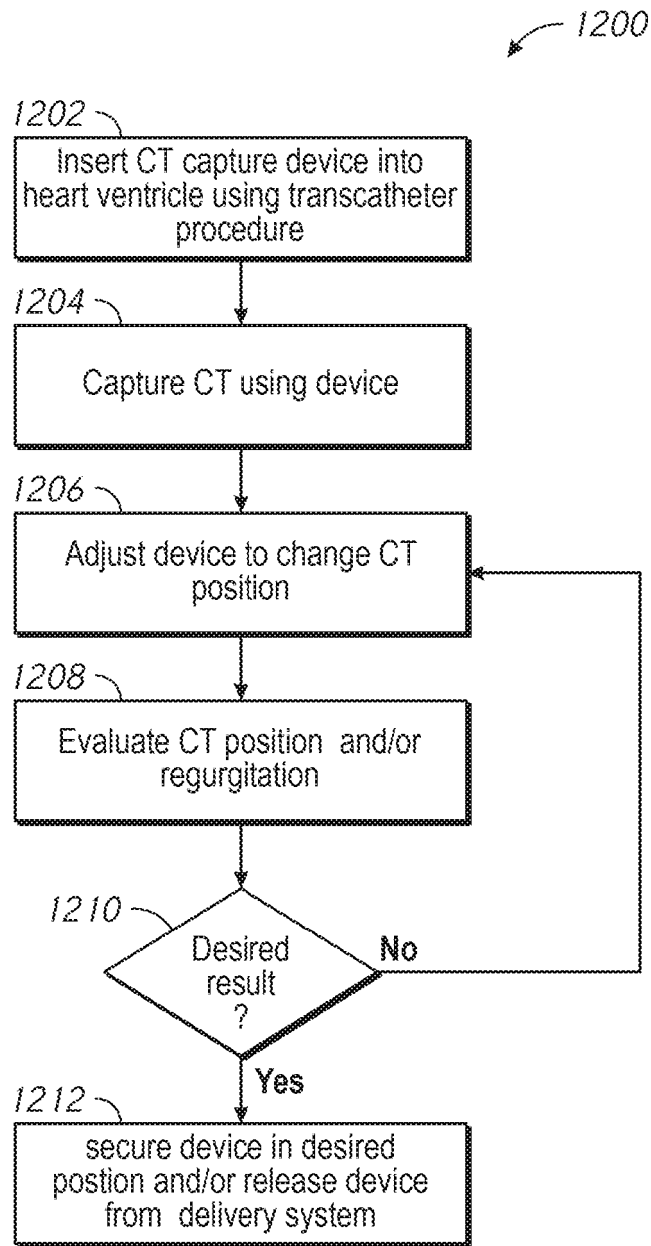 1200
1202
Insert CT capture device into
heart ventricle using transcatheter
procedure
1204
Capture CT using device
1206
Adjust device to change CT
position
1208
Evaluate CT position and/or
regurgitation
1210
Desired
result
?
No
Yes
1212
secure device in desired
postion and/or release device
from delivery system